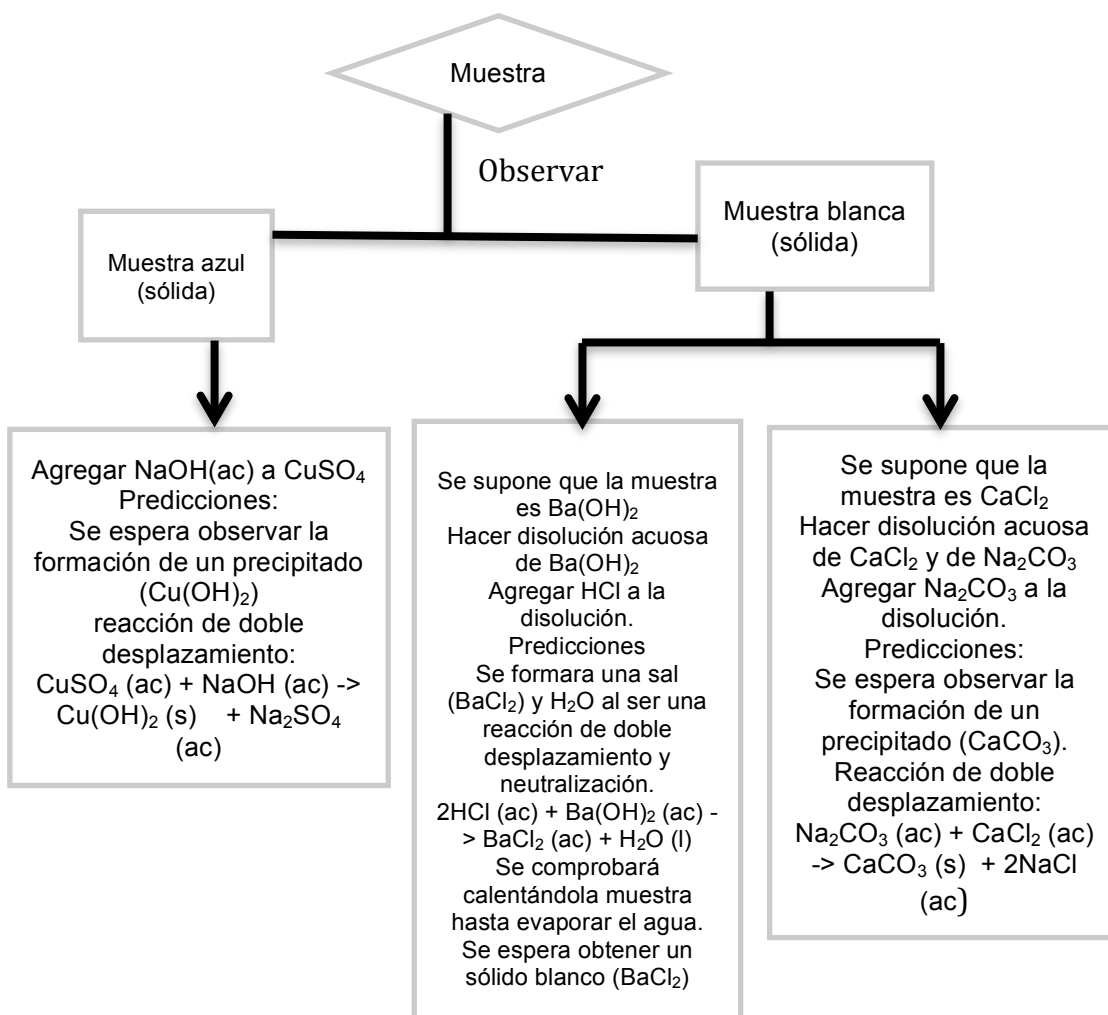 Muestra
Observar
Muestra azul
(sólida)
Muestra blanca
(sólida)
Agregar NaOH(ac) a CuSO₄
Predicciones:
Se espera observar la
formación de un precipitado
(Cu(OH)₂)
reacción de doble
desplazamiento:
CuSO₄ (ac) + NaOH (ac) ->
Cu(OH)₂ (s) + Na₂SO₄
(ac)
Se supone que la muestra
es Ba(OH)₂
Hacer disolución acuosa
de Ba(OH)₂
Agregar HCl a la
disolución.
Predicciones
Se formara una sal
(BaCl₂) y H₂O al ser una
reacción de doble
desplazamiento y
neutralización.
2HCl (ac) + Ba(OH)₂ (ac) -
> BaCl₂ (ac) + H₂O (l)
Se comprobará
calentándola muestra
hasta evaporar el agua.
Se espera obtener un
sólido blanco (BaCl₂)
Se supone que la
muestra es CaCl₂
Hacer disolución acuosa
de CaCl₂ y de Na₂CO₃
Agregar Na₂CO₃ a la
disolución.
Predicciones:
Se espera observar la
formación de un
precipitado (CaCO₃).
Reacción de doble
desplazamiento:
Na₂CO₃ (ac) + CaCl₂ (ac)
-> CaCO₃ (s) + 2NaCl
(ac)